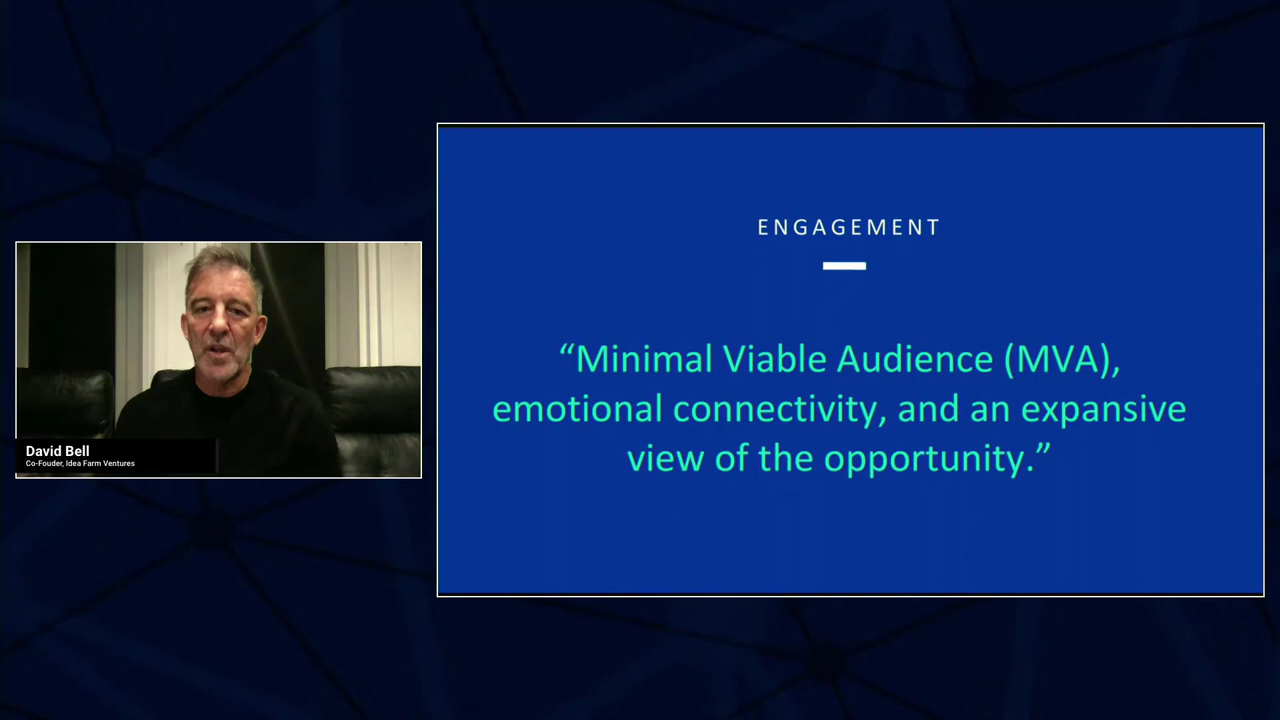 ENGAGEMENT
“Minimal Viable Audience (MVA),
emotional connectivity, and an expansive
view of the opportunity.”
David Bell
Co-Fouder, Idea Farm Ventures